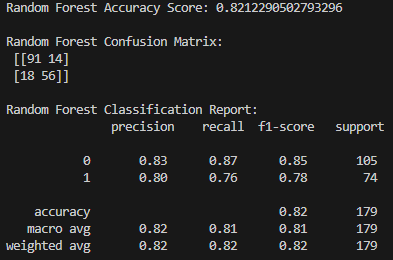 Random Forest Accuracy Score: 0.8212290502793296
Random Forest Confusion Matrix:
[[91 14]
[18 56]]
Random Forest Classification Report:
precision recall f1-score support
0 0.83 0.87 0.85 105
1 0.80 0.76 0.78 74
accuracy 0.82 179
macro avg 0.82 0.81 0.81 179
weighted avg 0.82 0.82 0.82 179